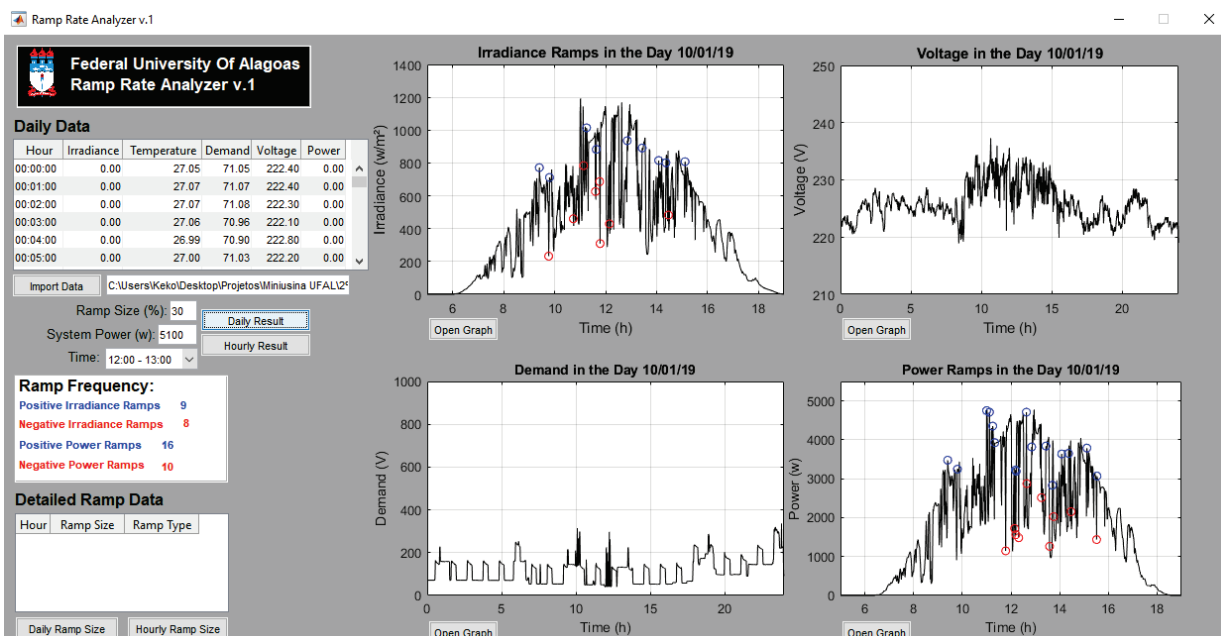 Ramp Rate Analyzer v.1
Federal University Of Alagoas
Ramp Rate Analyzer v.1
Daily Data
Hour Irradiance Temperature Demand Voltage Power
00:00:00 0.00 27.05 71.05 222.40 0.00
00:01:00 0.00 27.07 71.07 222.40 0.00
00:02:00 0.00 27.07 71.08 222.30 0.00
00:03:00 0.00 27.06 70.96 222.10 0.00
00:04:00 0.00 26.99 70.90 222.80 0.00
00:05:00 0.00 27.00 71.03 222.20 0.00
Import Data C:\Users\Keko\Desktop\Projetos\Miniusina UFAL\2º
Ramp Size (%): 30
System Power (w): 5100
Time: 12:00 - 13:00
Daily Result
Hourly Result
Ramp Frequency:
Positive Irradiance Ramps 9
Negative Irradiance Ramps 8
Positive Power Ramps 16
Negative Power Ramps 10
Detailed Ramp Data
Hour Ramp Size Ramp Type
Daily Ramp Size Hourly Ramp Size
Irradiance Ramps in the Day 10/01/19
Irradiance (w/m²)
1400
1200
1000
800
600
400
200
0
6 8 10 12 14 16 18
Time (h)
Open Graph
Voltage in the Day 10/01/19
Voltage (V)
250
240
230
220
210
0 5 10 15 20
Time (h)
Open Graph
Demand in the Day 10/01/19
Demand (V)
1000
800
600
400
200
0
0 5 10 15 20
Time (h)
Open Graph
Power Ramps in the Day 10/01/19
Power (w)
5000
4000
3000
2000
1000
0
6 8 10 12 14 16 18
Time (h)
Open Graph